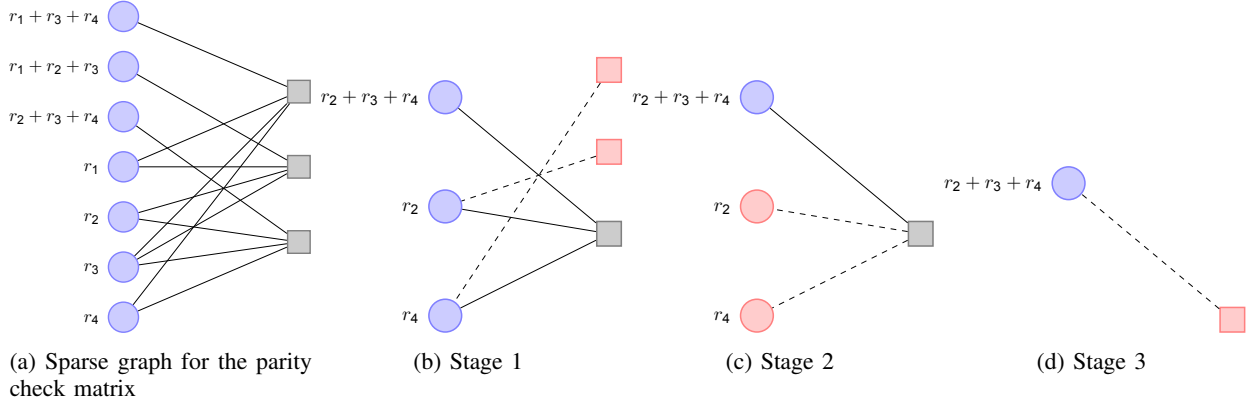 r₁ + r₃ + r₄
r₁ + r₂ + r₃
r₂ + r₃ + r₄
r₁
r₂
r₃
r₄
(a) Sparse graph for the parity
check matrix
r₂ + r₃ + r₄
r₂
r₄
(b) Stage 1
r₂ + r₃ + r₄
r₂
r₄
(c) Stage 2
r₂ + r₃ + r₄
(d) Stage 3